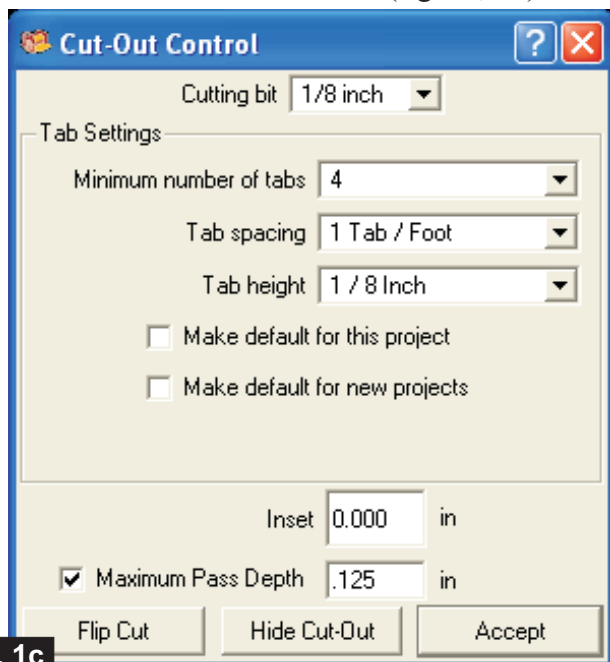 Cut-Out Control ?
Cutting bit 1/8 inch
Tab Settings
Minimum number of tabs 4
Tab spacing 1 Tab / Foot
Tab height 1 / 8 Inch
Make default for this project
Make default for new projects
Inset 0.000 in
Maximum Pass Depth .125 in
Flip Cut Hide Cut-Out Accept
1c